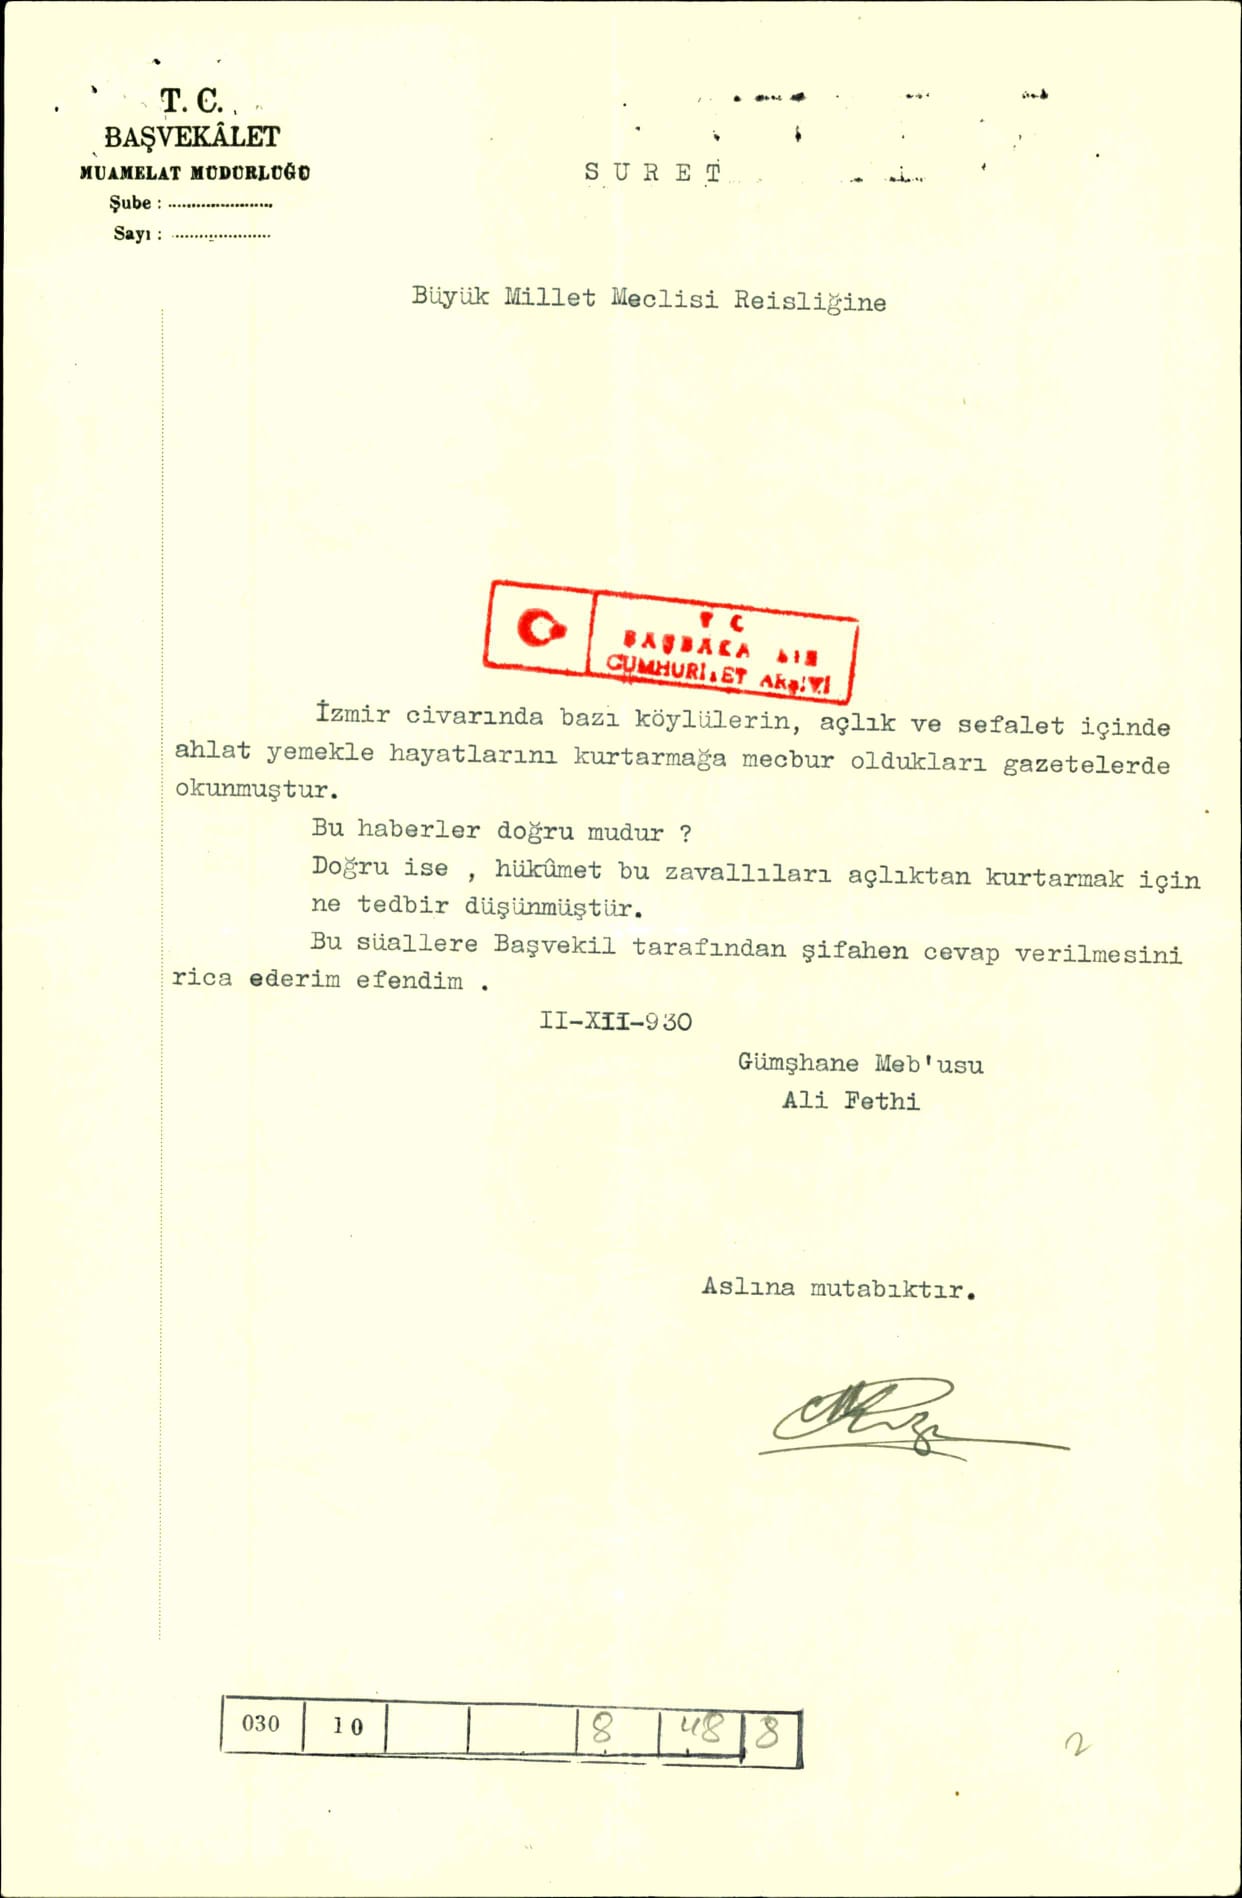 T. C.
BAŞVEKÂLET
MUAMELAT MÜDÜRLÜĞÜ
Şube : ......................
Sayı : .....................
S U R E T
Büyük Millet Meclisi Reisliğine
T C
CUMHURİYET ARŞİVİ
İzmir civarında bazı köylülerin, açlık ve sefalet içinde
ahlat yemekle hayatlarını kurtarmağa mecbur oldukları gazetelerde
okunmuştur.
Bu haberler doğru mudur ?
Doğru ise , hükûmet bu zavallıları açlıktan kurtarmak için
ne tedbir düşünmüştür.
Bu süallere Başvekil tarafından şifahen cevap verilmesini
rica ederim efendim .
II-XII-930
Gümşhane Meb'usu
Ali Fethi
Aslına mutabıktır.
030 10 8 48 8
2